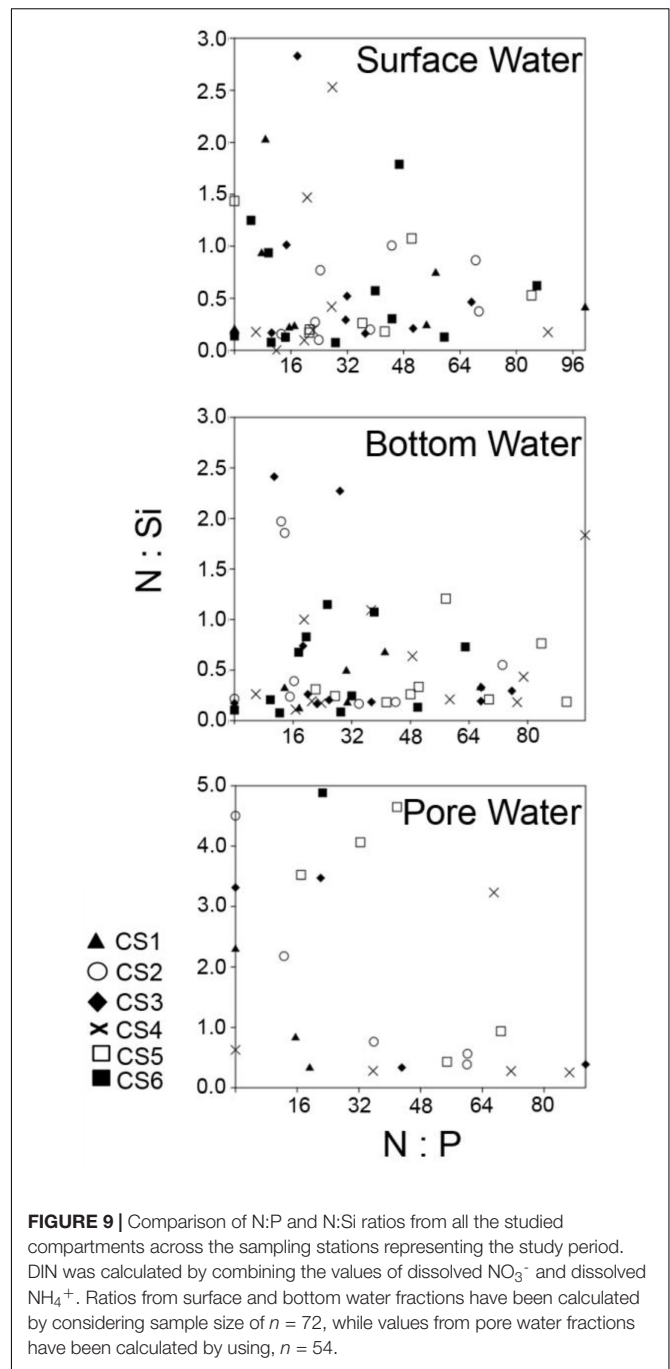 3.0
Surface Water
2.5
2.0
1.5
1.0
0.5
0.0
16 32 48 64 80 96
3.0
Bottom Water
2.5
2.0
1.5
1.0
0.5
0.0
16 32 48 64 80
N : Si
5.0
Pore Water
4.0
3.0
2.0
1.0
0.0
16 32 48 64 80
N : P
CS1
CS2
CS3
CS4
CS5
CS6
FIGURE 9 | Comparison of N:P and N:Si ratios from all the studied
compartments across the sampling stations representing the study period.
DIN was calculated by combining the values of dissolved NO₃⁻ and dissolved
NH₄⁺. Ratios from surface and bottom water fractions have been calculated
by considering sample size of n = 72, while values from pore water fractions
have been calculated by using, n = 54.